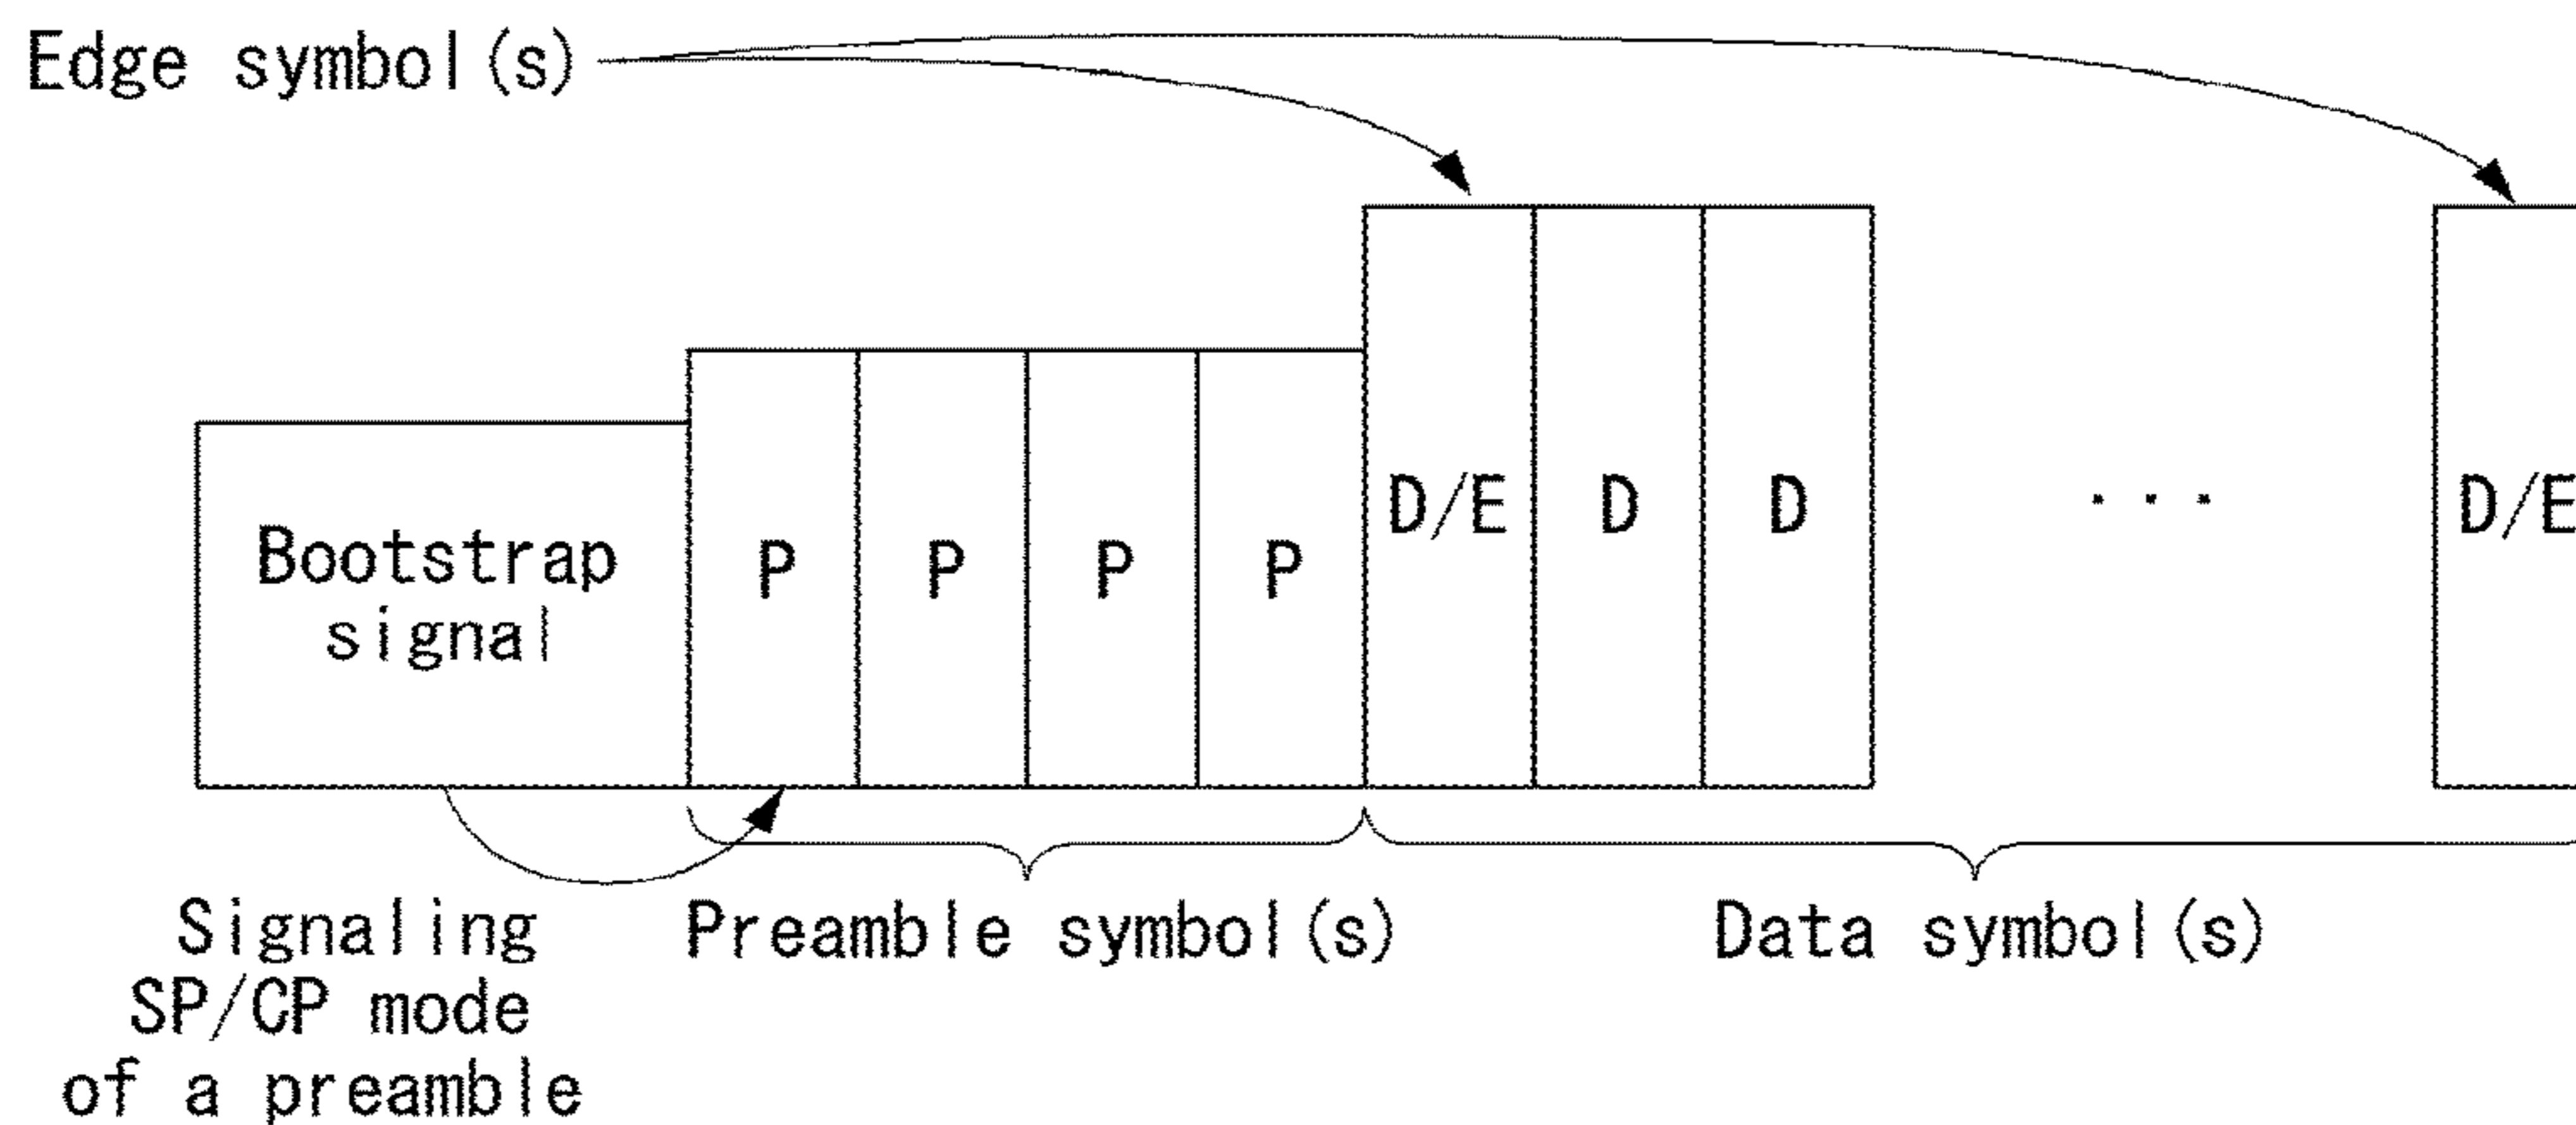 Edge symbol(s)
D/E D D ... D/E
Bootstrap
signal
P P P P
Signaling
SP/CP mode
of a preamble
Preamble symbol(s)
Data symbol(s)